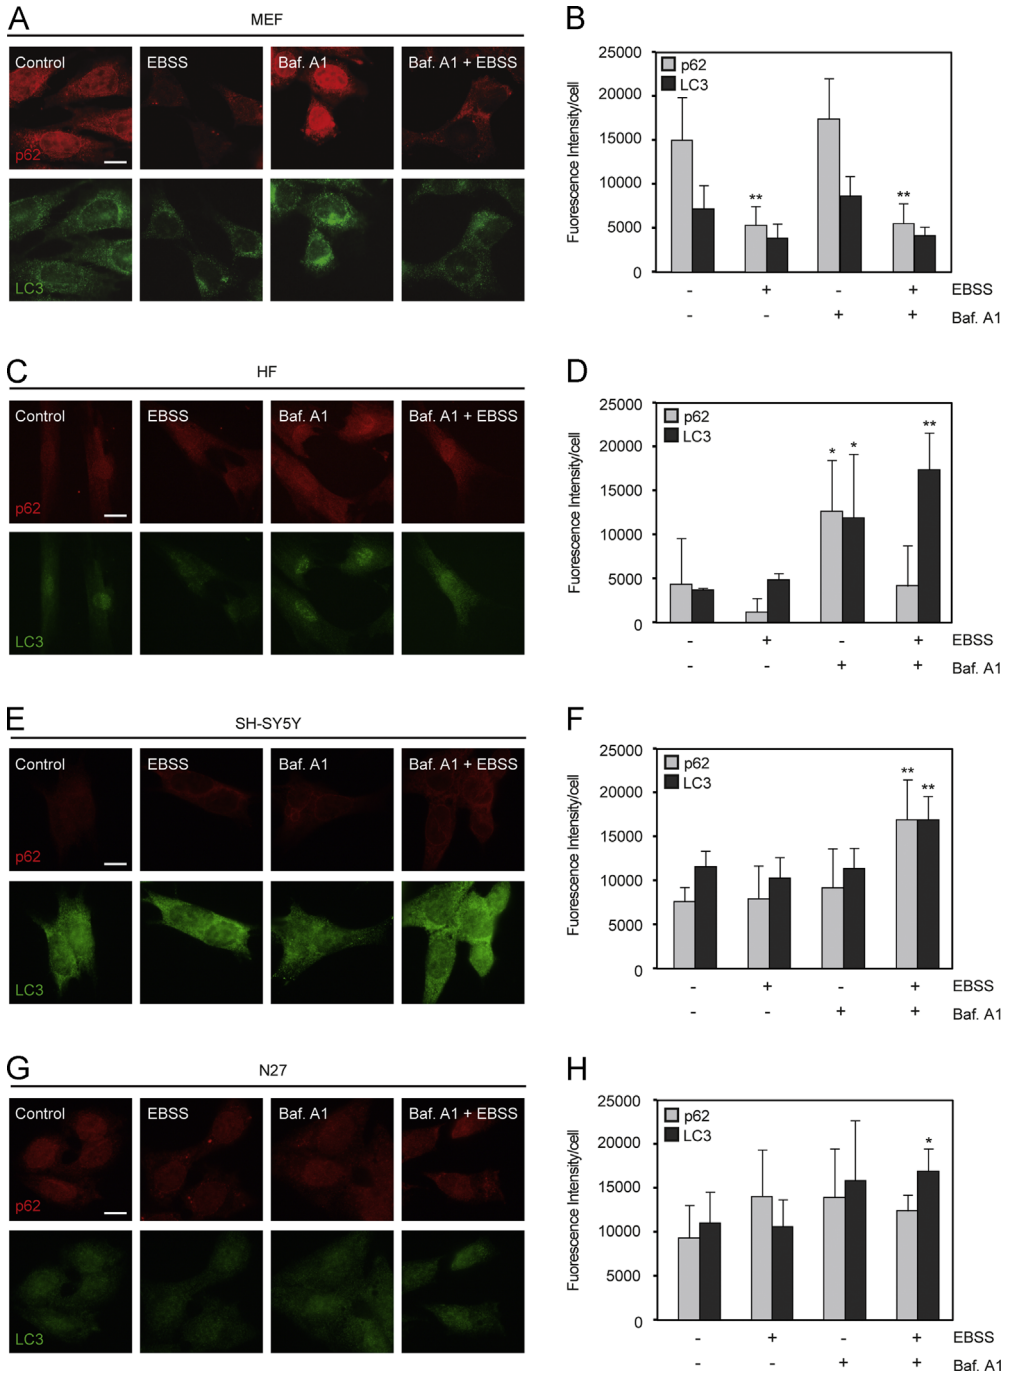 A
MEF
Control
EBSS
Baf. A1
Baf. A1 + EBSS
p62
LC3
B
Fuorescence Intensity/cell
25000
20000
15000
10000
5000
0
p62
LC3
**
**
- + - + EBSS
- - + + Baf. A1
C
HF
Control
EBSS
Baf. A1
Baf. A1 + EBSS
p62
LC3
D
Fluorescence Intensity/cell
25000
20000
15000
10000
5000
0
p62
LC3
*
*
**
- + - + EBSS
- - + + Baf. A1
E
SH-SY5Y
Control
EBSS
Baf. A1
Baf. A1 + EBSS
p62
LC3
F
Fuorescence Intensity/cell
25000
20000
15000
10000
5000
0
p62
LC3
**
**
- + - + EBSS
- - + + Baf. A1
G
N27
Control
EBSS
Baf. A1
Baf. A1 + EBSS
p62
LC3
H
Fuorescence Intensity/cell
25000
20000
15000
10000
5000
0
p62
LC3
*
- + - + EBSS
- - + + Baf. A1